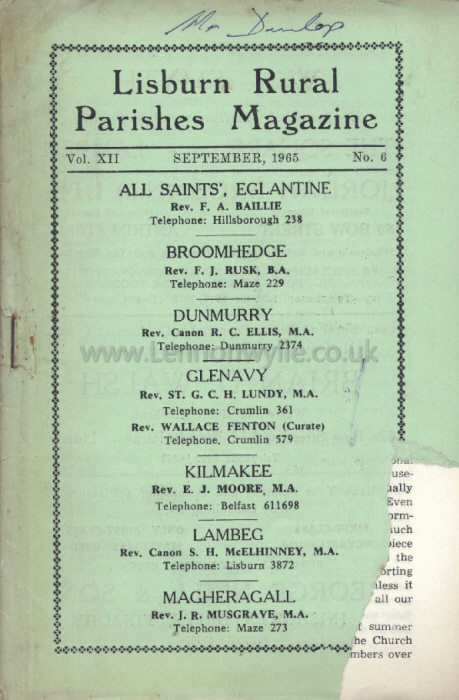 Mr Dunlop
Lisburn Rural
Parishes Magazine
Vol. XII SEPTEMBER, 1965 No. 6
ALL SAINTS', EGLANTINE
Rev. F. A. BAILLIE
Telephone: Hillsborough 238
BROOMHEDGE
Rev. F. J. RUSK, B.A.
Telephone: Maze 229
DUNMURRY
Rev. Canon R. C. ELLIS, M.A.
Telephone: Dunmurry 2374
www.Lennonwylie.co.uk
GLENAVY
Rev. ST. G. C. H. LUNDY, M.A.
Telephone: Crumlin 361
Rev. WALLACE FENTON (Curate)
Telephone. Crumlin 579
KILMAKEE
Rev. E. J. MOORE, M.A.
Telephone: Belfast 611698
LAMBEG
Rev. Canon S. H. McELHINNEY, M.A.
Telephone: Lisburn 3872
MAGHERAGALL
Rev. J. R. MUSGRAVE, M.A.
Telephone: Maze 273
use-
ually
Even
orm-
uch
piece
the
orting
less it
all our
f summer
he Church
mbers over